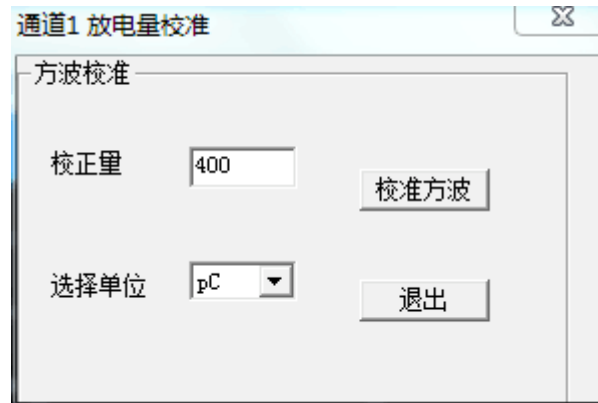 通道1 放电量校准
方波校准
校正量 400
校准方波
选择单位 pC
退出